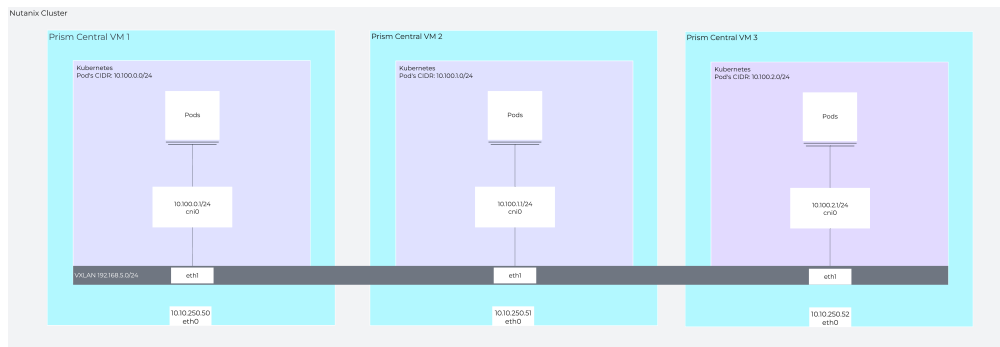 Nutanix Cluster
Prism Central VM 1
Kubernetes
Pod's CIDR: 10.100.0.0/24
Pods
10.100.0.1/24
cni0
Prism Central VM 2
Kubernetes
Pod's CIDR: 10.100.1.0/24
Pods
10.100.1.1/24
cni0
Prism Central VM 3
Kubernetes
Pod's CIDR: 10.100.2.0/24
Pods
10.100.2.1/24
cni0
VXLAN 192.168.5.0/24
eth1
eth1
eth1
10.10.250.50
eth0
10.10.250.51
eth0
10.10.250.52
eth0